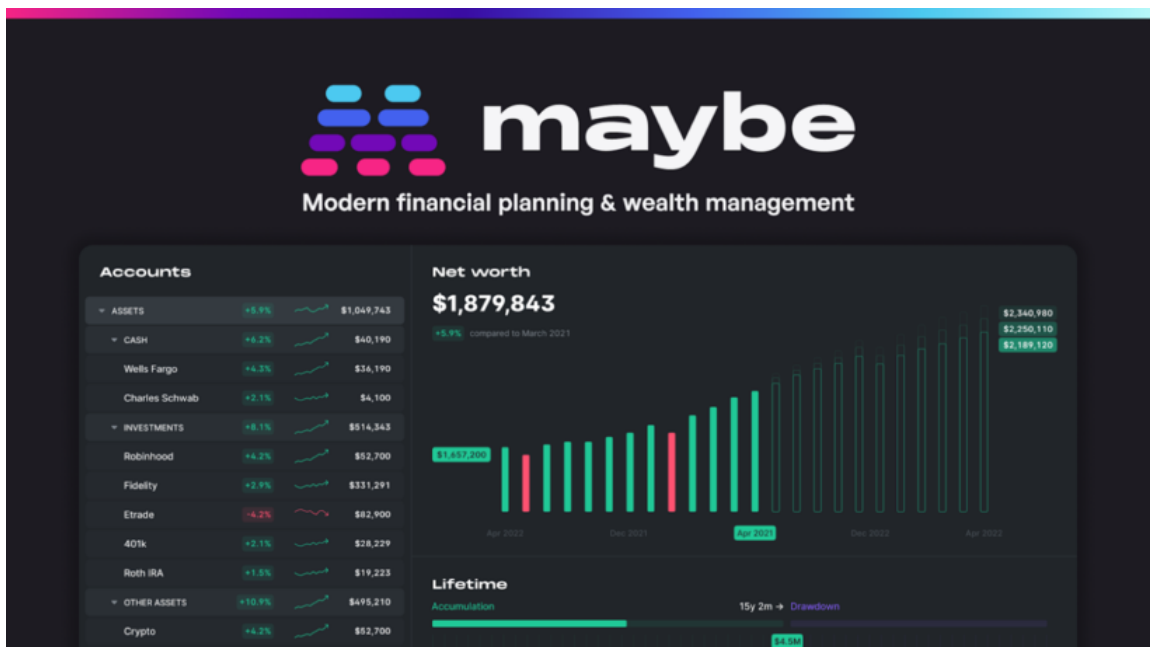 maybe
Modern financial planning & wealth management
Accounts
ASSETS +5.9% $1,049,743
CASH +6.2% $40,190
Wells Fargo +4.3% $36,190
Charles Schwab +2.1% $4,100
INVESTMENTS +8.1% $514,343
Robinhood +4.2% $52,700
Fidelity +2.9% $331,291
Etrade -4.2% $82,900
401k +2.1% $28,229
Roth IRA +1.5% $19,223
OTHER ASSETS +10.9% $495,210
Crypto +4.2% $52,700
Net worth
$1,879,843
+5.9% compared to March 2021
$2,340,980
$2,250,110
$2,189,120
$1,657,200
Apr 2022 Dec 2021 Apr 2021 Dec 2022 Apr 2022
Lifetime
Accumulation 15y 2m → Drawdown
$4.5M